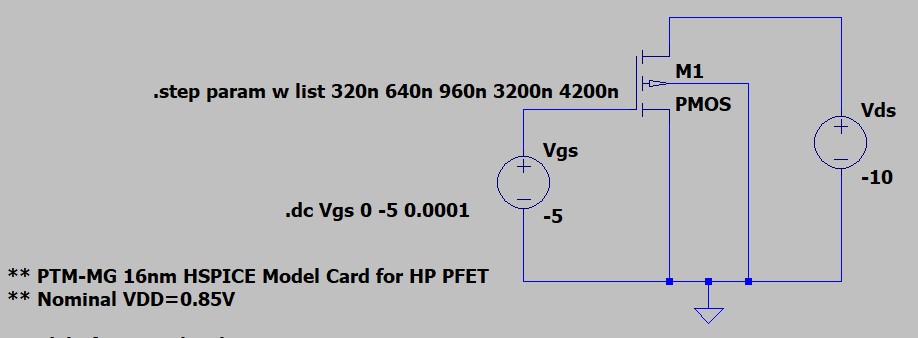 M1
.step param w list 320n 640n 960n 3200n 4200n
PMOS
Vds
+
-10
Vgs
+
.dc Vgs 0 -5 0.0001
-5
** PTM-MG 16nm HSPICE Model Card for HP PFET
** Nominal VDD=0.85V